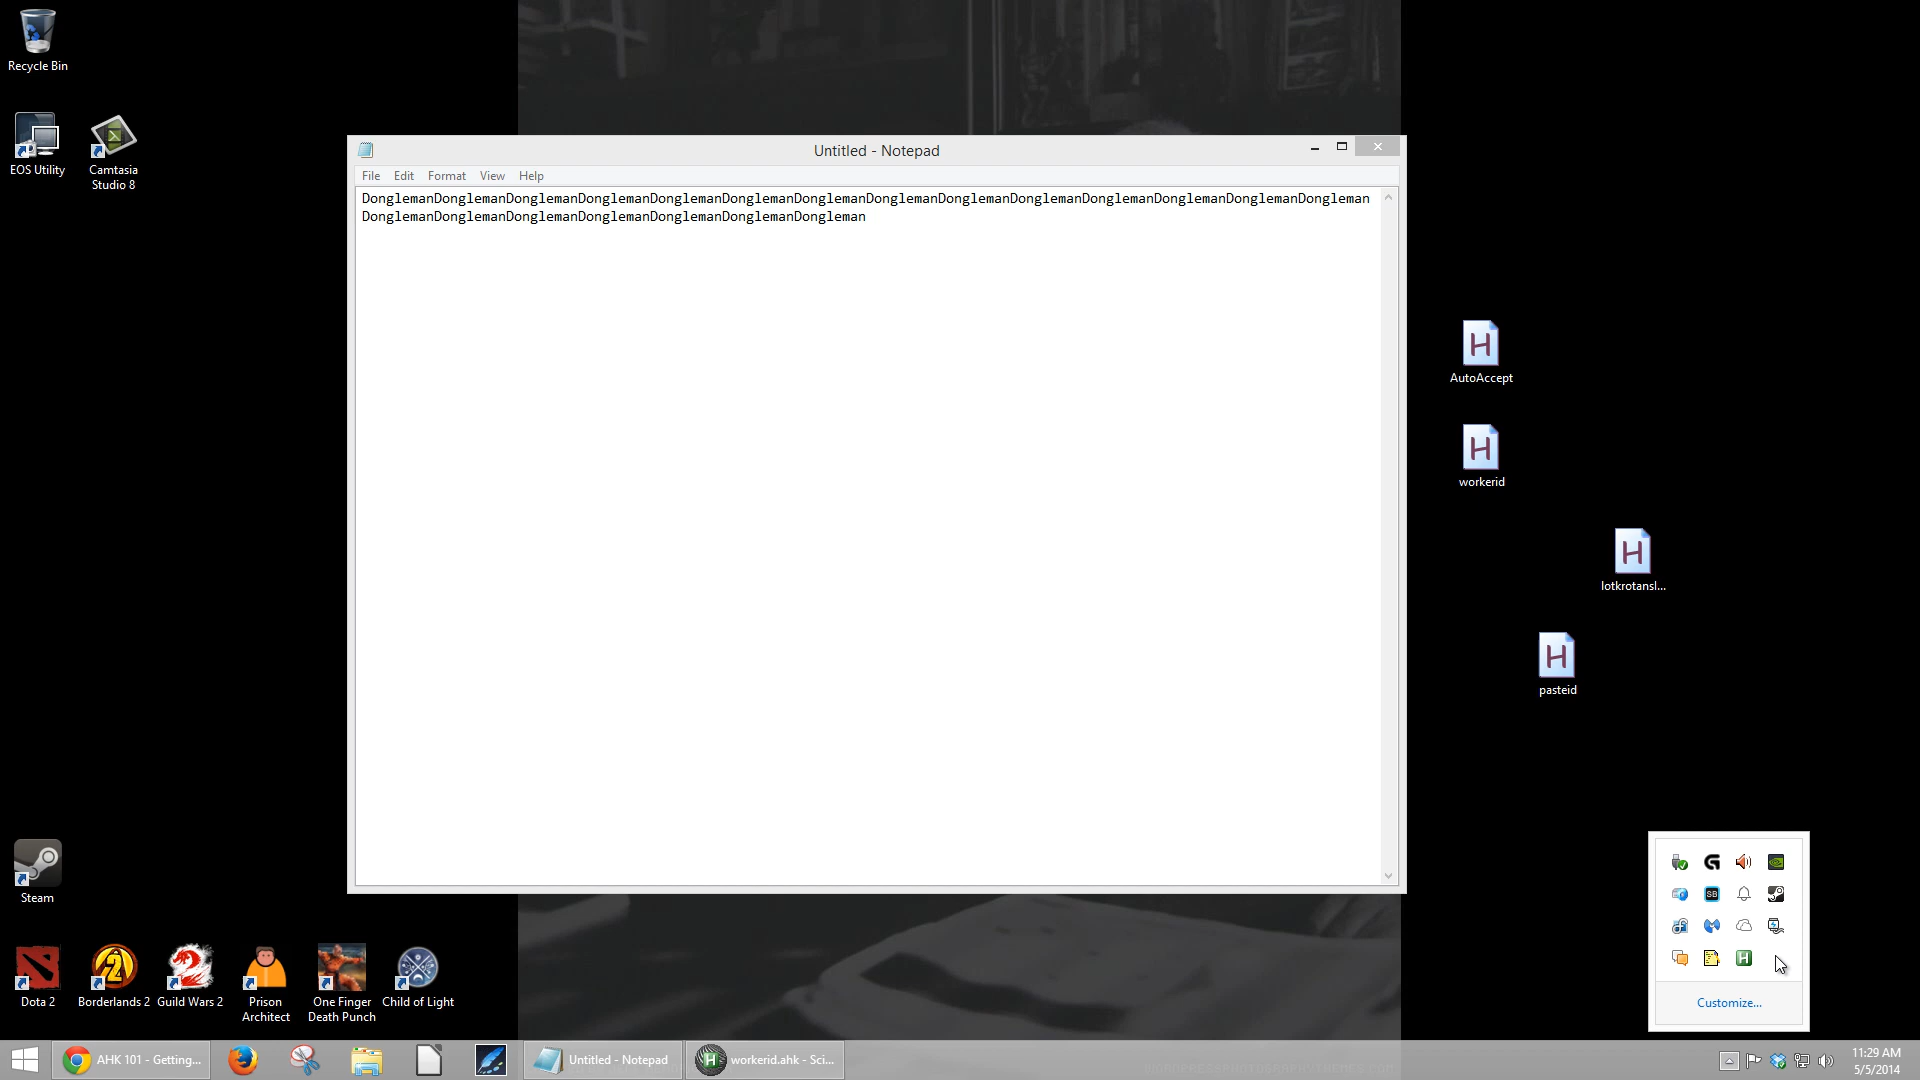 Recycle Bin
EOS Utility
Camtasia
Studio 8
Untitled - Notepad
File Edit Format View Help
DonglemanDonglemanDonglemanDonglemanDonglemanDonglemanDonglemanDonglemanDonglemanDonglemanDonglemanDonglemanDonglemanDongleman
DonglemanDonglemanDonglemanDonglemanDonglemanDonglemanDongleman
AutoAccept
workerid
lotkrotansl...
pasteid
Steam
Dota 2
Borderlands 2
Guild Wars 2
Prison
Architect
One Finger
Death Punch
Child of Light
SB
Customize...
AHK 101 - Getting...
Untitled - Notepad
workerid.ahk - Sci...
11:29 AM
5/5/2014